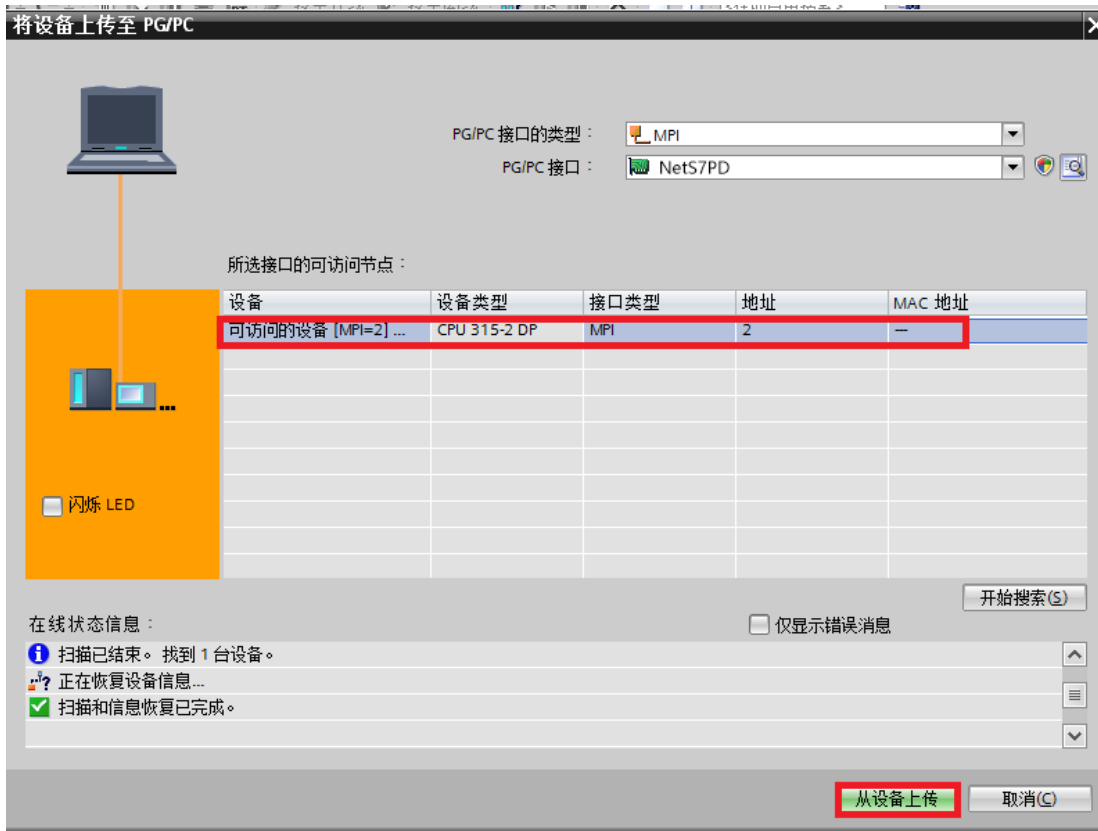 将设备上传至 PG/PC
PG/PC 接口的类型：
MPI
PG/PC 接口：
NetS7PD
所选接口的可访问节点：
设备 设备类型 接口类型 地址 MAC 地址
可访问的设备 [MPI=2] ... CPU 315-2 DP MPI 2 —
闪烁 LED
开始搜索(S)
在线状态信息：
仅显示错误消息
扫描已结束。 找到 1 台设备。
正在恢复设备信息...
扫描和信息恢复已完成。
从设备上传
取消(C)